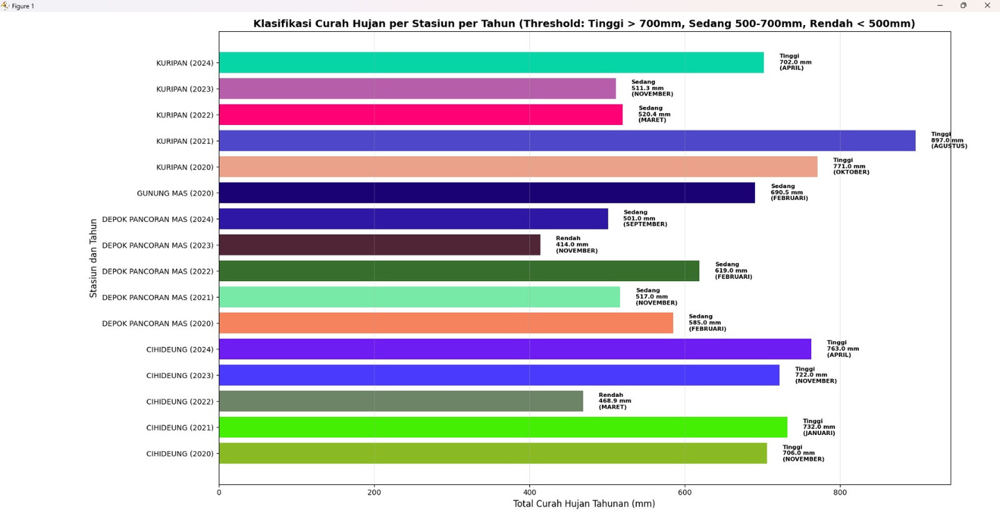 Figure 1
Klasifikasi Curah Hujan per Stasiun per Tahun (Threshold: Tinggi > 700mm, Sedang 500-700mm, Rendah < 500mm)
Stasiun dan Tahun
KURIPAN (2024)
Tinggi
702.0 mm
(APRIL)
KURIPAN (2023)
Sedang
511.3 mm
(NOVEMBER)
KURIPAN (2022)
Sedang
520.4 mm
(MARET)
KURIPAN (2021)
Tinggi
897.0 mm
(AGUSTUS)
KURIPAN (2020)
Tinggi
771.0 mm
(OKTOBER)
GUNUNG MAS (2020)
Sedang
690.5 mm
(FEBRUARI)
DEPOK PANCORAN MAS (2024)
Sedang
501.0 mm
(SEPTEMBER)
DEPOK PANCORAN MAS (2023)
Rendah
414.0 mm
(NOVEMBER)
DEPOK PANCORAN MAS (2022)
Sedang
619.0 mm
(FEBRUARI)
DEPOK PANCORAN MAS (2021)
Sedang
517.0 mm
(NOVEMBER)
DEPOK PANCORAN MAS (2020)
Sedang
585.0 mm
(FEBRUARI)
CIHIDEUNG (2024)
Tinggi
763.0 mm
(APRIL)
CIHIDEUNG (2023)
Tinggi
722.0 mm
(NOVEMBER)
CIHIDEUNG (2022)
Rendah
468.9 mm
(MARET)
CIHIDEUNG (2021)
Tinggi
732.0 mm
(JANUARI)
CIHIDEUNG (2020)
Tinggi
706.0 mm
(NOVEMBER)
0 200 400 600 800
Total Curah Hujan Tahunan (mm)